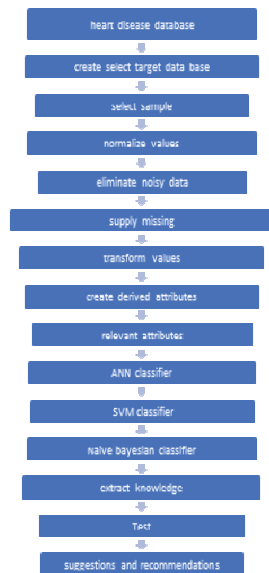 heart disease database
create select target data base
select sample
normalize values
eliminate noisy data
supply missing
transform values
create derived attributes
relevant attributes
ANN classifier
SVM classifier
Naive bayesian classifier
extract knowledge
Test
suggestions and recommendations